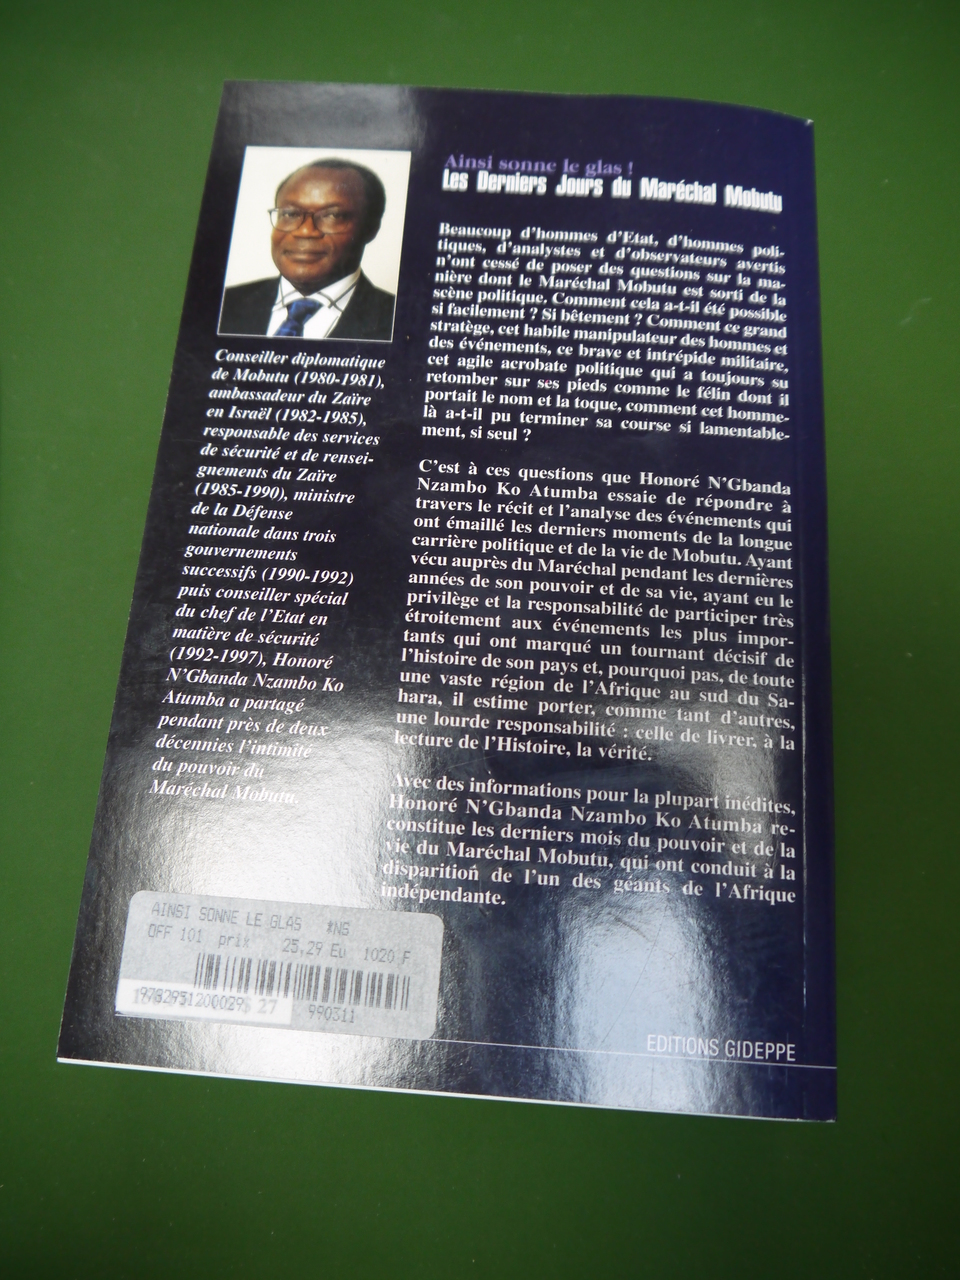 Ainsi sonne le glas !
Les Derniers Jours du Maréchal Mobutu
Beaucoup d'hommes d'Etat, d'hommes poli-
tiques, d'analystes et d'observateurs avertis
n'ont cessé de poser des questions sur la ma-
nière dont le Maréchal Mobutu est sorti de la
scène politique. Comment cela a-t-il été possible
si facilement ? Si bêtement ? Comment ce grand
stratège, cet habile manipulateur des hommes et
des événements, ce brave et intrépide militaire,
cet agile acrobate politique qui a toujours su
retomber sur ses pieds comme le félin dont il
portait le nom et la toque, comment cet homme-
là a-t-il pu terminer sa course si lamentable-
ment, si seul ?
C'est à ces questions que Honoré N'Gbanda
Nzambo Ko Atumba essaie de répondre à
travers le récit et l'analyse des événements qui
ont émaillé les derniers moments de la longue
carrière politique et de la vie de Mobutu. Ayant
vécu auprès du Maréchal pendant les dernières
années de son pouvoir et de sa vie, ayant eu le
privilège et la responsabilité de participer très
étroitement aux événements les plus impor-
tants qui ont marqué un tournant décisif de
l'histoire de son pays et, pourquoi pas, de toute
une vaste région de l'Afrique au sud du Sa-
hara, il estime porter, comme tant d'autres,
une lourde responsabilité : celle de livrer, à la
lecture de l'Histoire, la vérité.
Avec des informations pour la plupart inédites,
Honoré N'Gbanda Nzambo Ko Atumba re-
constitue les derniers mois du pouvoir et de la
vie du Maréchal Mobutu, qui ont conduit à la
disparition de l'un des géants de l'Afrique
indépendante.
Conseiller diplomatique
de Mobutu (1980-1981),
ambassadeur du Zaïre
en Israël (1982-1985),
responsable des services
de sécurité et de rensei-
gnements du Zaïre
(1985-1990), ministre
de la Défense
nationale dans trois
gouvernements
successifs (1990-1992)
puis conseiller spécial
du chef de l'Etat en
matière de sécurité
(1992-1997), Honoré
N'Gbanda Nzambo Ko
Atumba a partagé
pendant près de deux
décennies l'intimité
du pouvoir du
Maréchal Mobutu.
AINSI SONNE LE GLAS *NS
OFF 101 prix 25,29 Eu 1020 F
27
990311
EDITIONS GIDEPPE